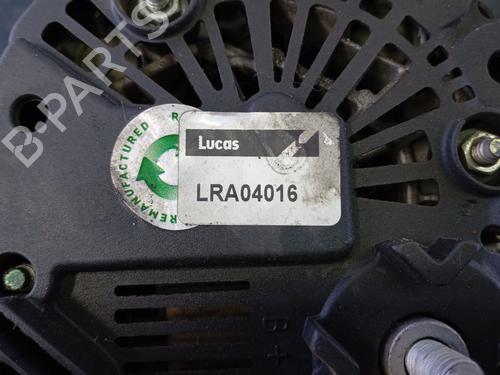 B-PARTS
REMANUFACTURED R
Lucas
LRA04016
B+